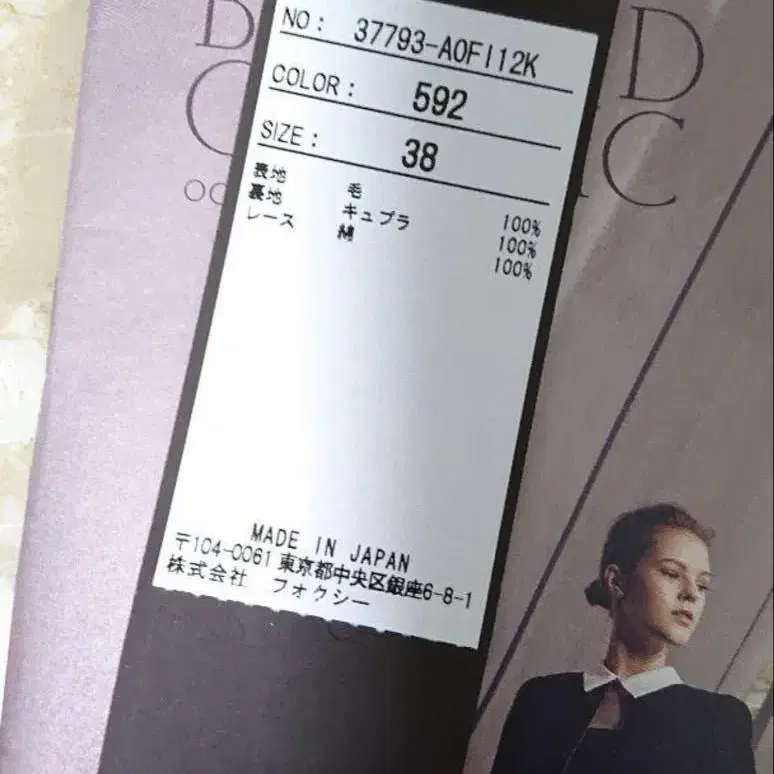 NO: 37793-A0FI12K
COLOR: 592
SIZE: 38
表地 毛 100%
裏地 キュプラ 100%
レース 綿 100%
MADE IN JAPAN
〒104-0061 東京都中央区銀座6-8-1
株式会社 フォクシー